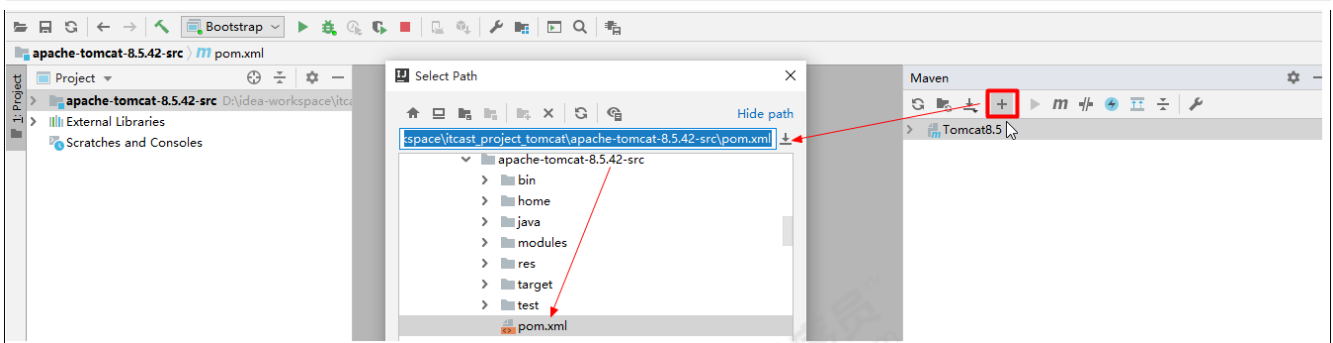 Bootstrap
apache-tomcat-8.5.42-src m pom.xml
1: Project
Project
apache-tomcat-8.5.42-src D:\idea-workspace\itca
External Libraries
Scratches and Consoles
Select Path
Hide path
kspace\itcast_project_tomcat\apache-tomcat-8.5.42-src\pom.xml
apache-tomcat-8.5.42-src
bin
home
java
modules
res
target
test
pom.xml
Maven
m
Tomcat8.5